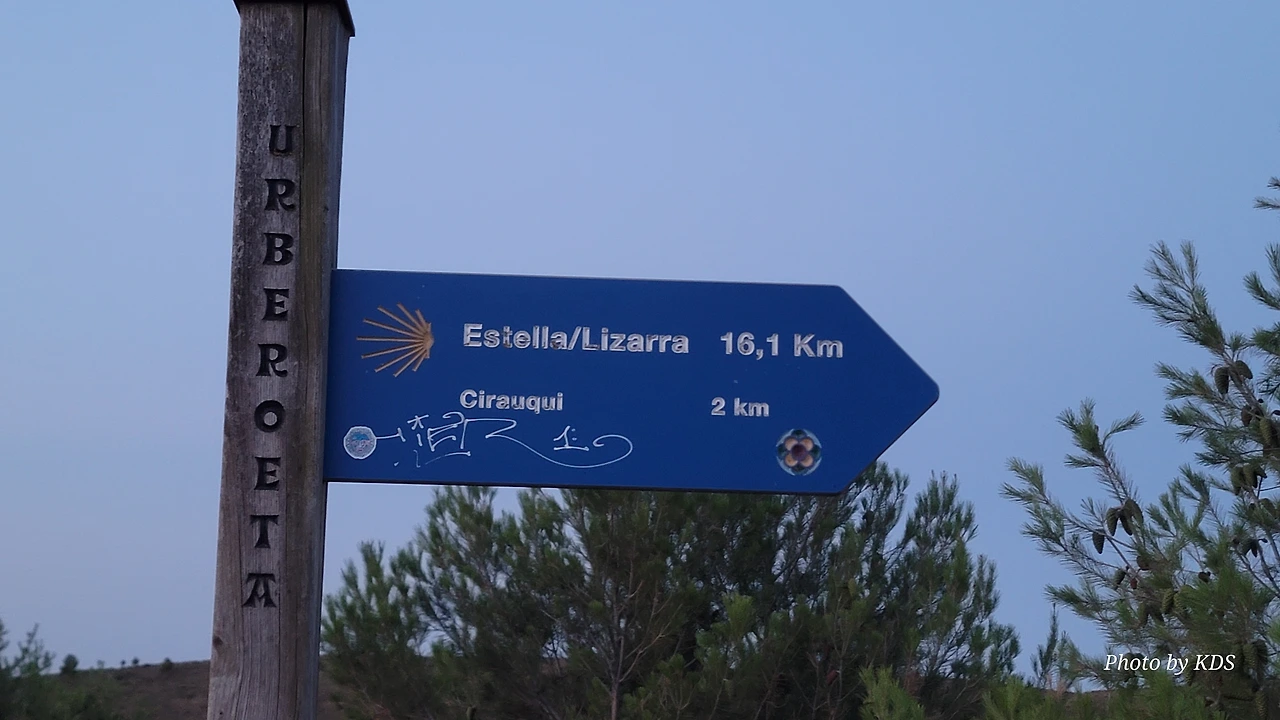 URBEROETA
Estella/Lizarra 16,1 Km
Cirauqui 2 km
Photo by KDS